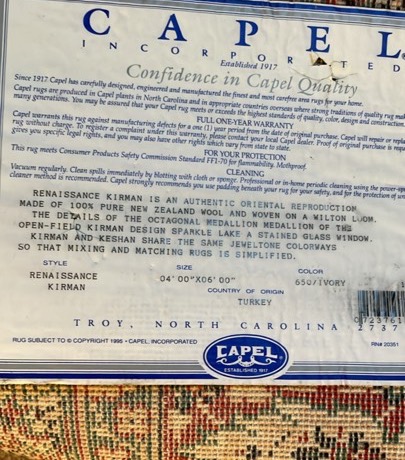 CAPEL
INCORPORATED
Established 1917
Confidence in Capel Quality
Since 1917 Capel has carefully designed, engineered and manufactured the finest and most carefree area rugs for your home.
Capel rugs are produced in Capel plants in North Carolina and in appropriate countries overseas where strong traditions of quality rug
many generations. You may be assured that your Capel rug meets or exceeds the highest standards of quality, color, design and construction.
FULL ONE-YEAR WARRANTY
Capel warrants this rug against manufacturing defects for a one (1) year period from the date of original purchase. Capel will repair or
rug without charge. To register a complaint under this warranty, please contact your local Capel dealer. Proof of original purchase is
gives you specific legal rights, and you may also have other rights which vary from state to state.
FOR YOUR PROTECTION
This rug meets Consumer Products Safety Commission Standard FF1-70 for flammability. Mothproof.
CLEANING
Vacuum regularly. Clean spills immediately by blotting with cloth or sponge. Professional or in-home periodic cleaning using the
cleaner method is recommended. Capel strongly recommends you use padding beneath your rug for your safety, and for the protection of
RENAISSANCE KIRMAN IS AN AUTHENTIC ORIENTAL REPRODUCTION
MADE OF 100% PURE NEW ZEALAND WOOL AND WOVEN ON A WILTON LOOM.
THE DETAILS OF THE OCTAGONAL MEDALLION MEDALLION OF THE
OPEN-FIELD KIRMAN DESIGN SPARKLE LAKE A STAINED GLASS WINDOW.
KIRMAN AND KESHAN SHARE THE SAME JEWELTONE COLORWAYS
SO THAT MIXING AND MATCHING RUGS IS SIMPLIFIED.
STYLE SIZE COLOR
RENAISSANCE 04'00"X06'00" 650/IVORY
KIRMAN
COUNTRY OF ORIGIN
TURKEY
TROY, NORTH CAROLINA 2737
RUG SUBJECT TO © COPYRIGHT 1995 - CAPEL, INCORPORATED
RN# 20351
CAPEL
ESTABLISHED 1917